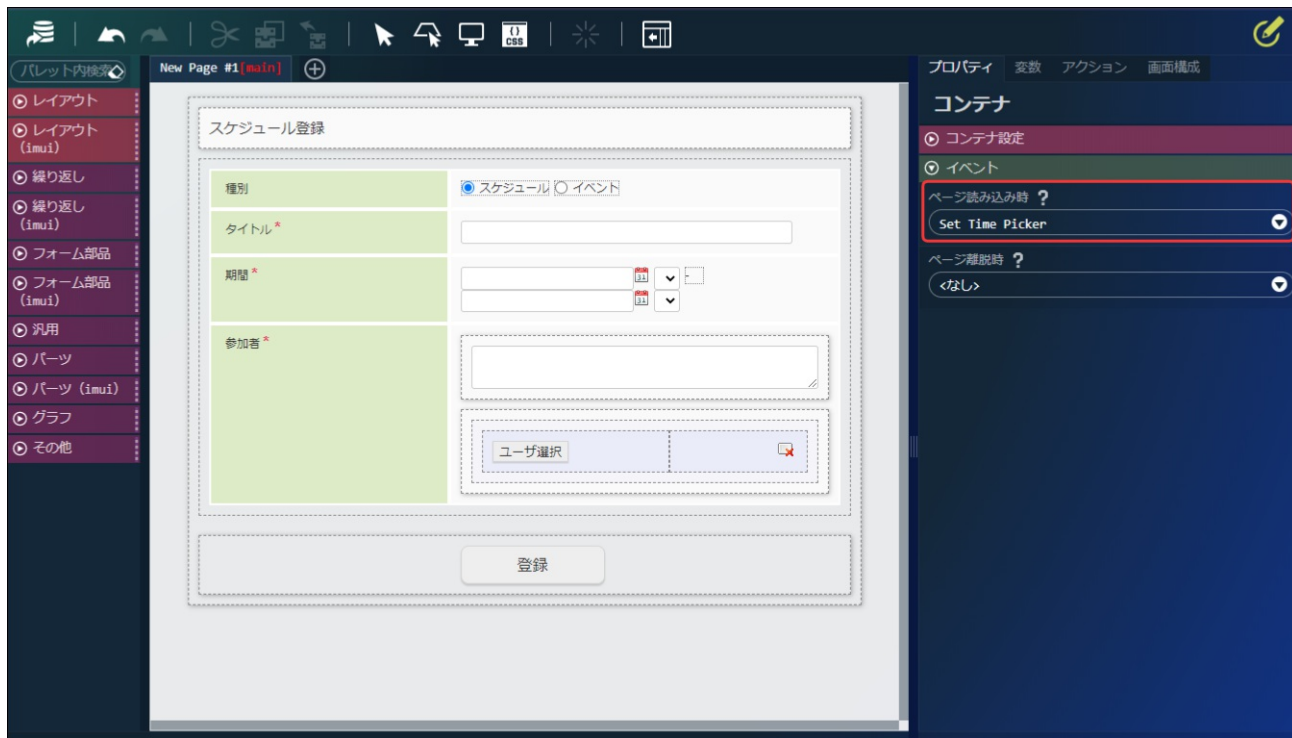 {}
CSS
パレット内検索
レイアウト
レイアウト
(imui)
繰り返し
繰り返し
(imui)
フォーム部品
フォーム部品
(imui)
汎用
パーツ
パーツ (imui)
グラフ
その他
New Page #1[main]
スケジュール登録
種別
スケジュール イベント
タイトル*
期間*
31
-
31
参加者*
ユーザ選択
登録
プロパティ 変数 アクション 画面構成
コンテナ
コンテナ設定
イベント
ページ読み込み時 ?
Set Time Picker
ページ離脱時 ?
<なし>